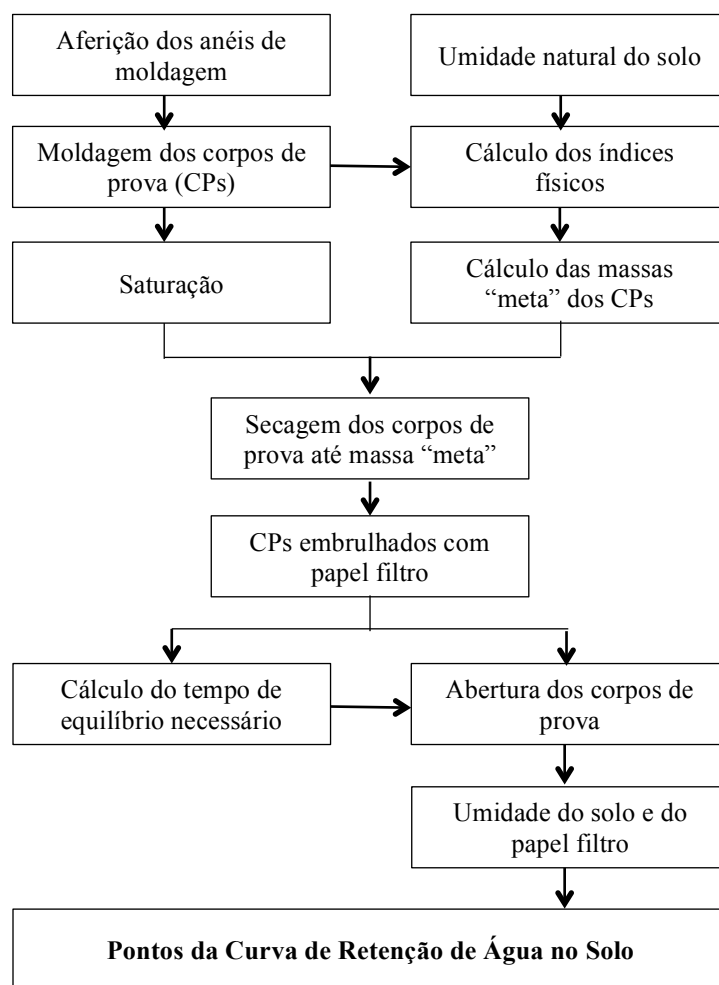 Aferição dos anéis de
moldagem
Umidade natural do solo
Moldagem dos corpos de
prova (CPs)
Cálculo dos índices
físicos
Saturação
Cálculo das massas
“meta” dos CPs
Secagem dos corpos de
prova até massa “meta”
CPs embrulhados com
papel filtro
Cálculo do tempo de
equilíbrio necessário
Abertura dos corpos de
prova
Umidade do solo e do
papel filtro
Pontos da Curva de Retenção de Água no Solo